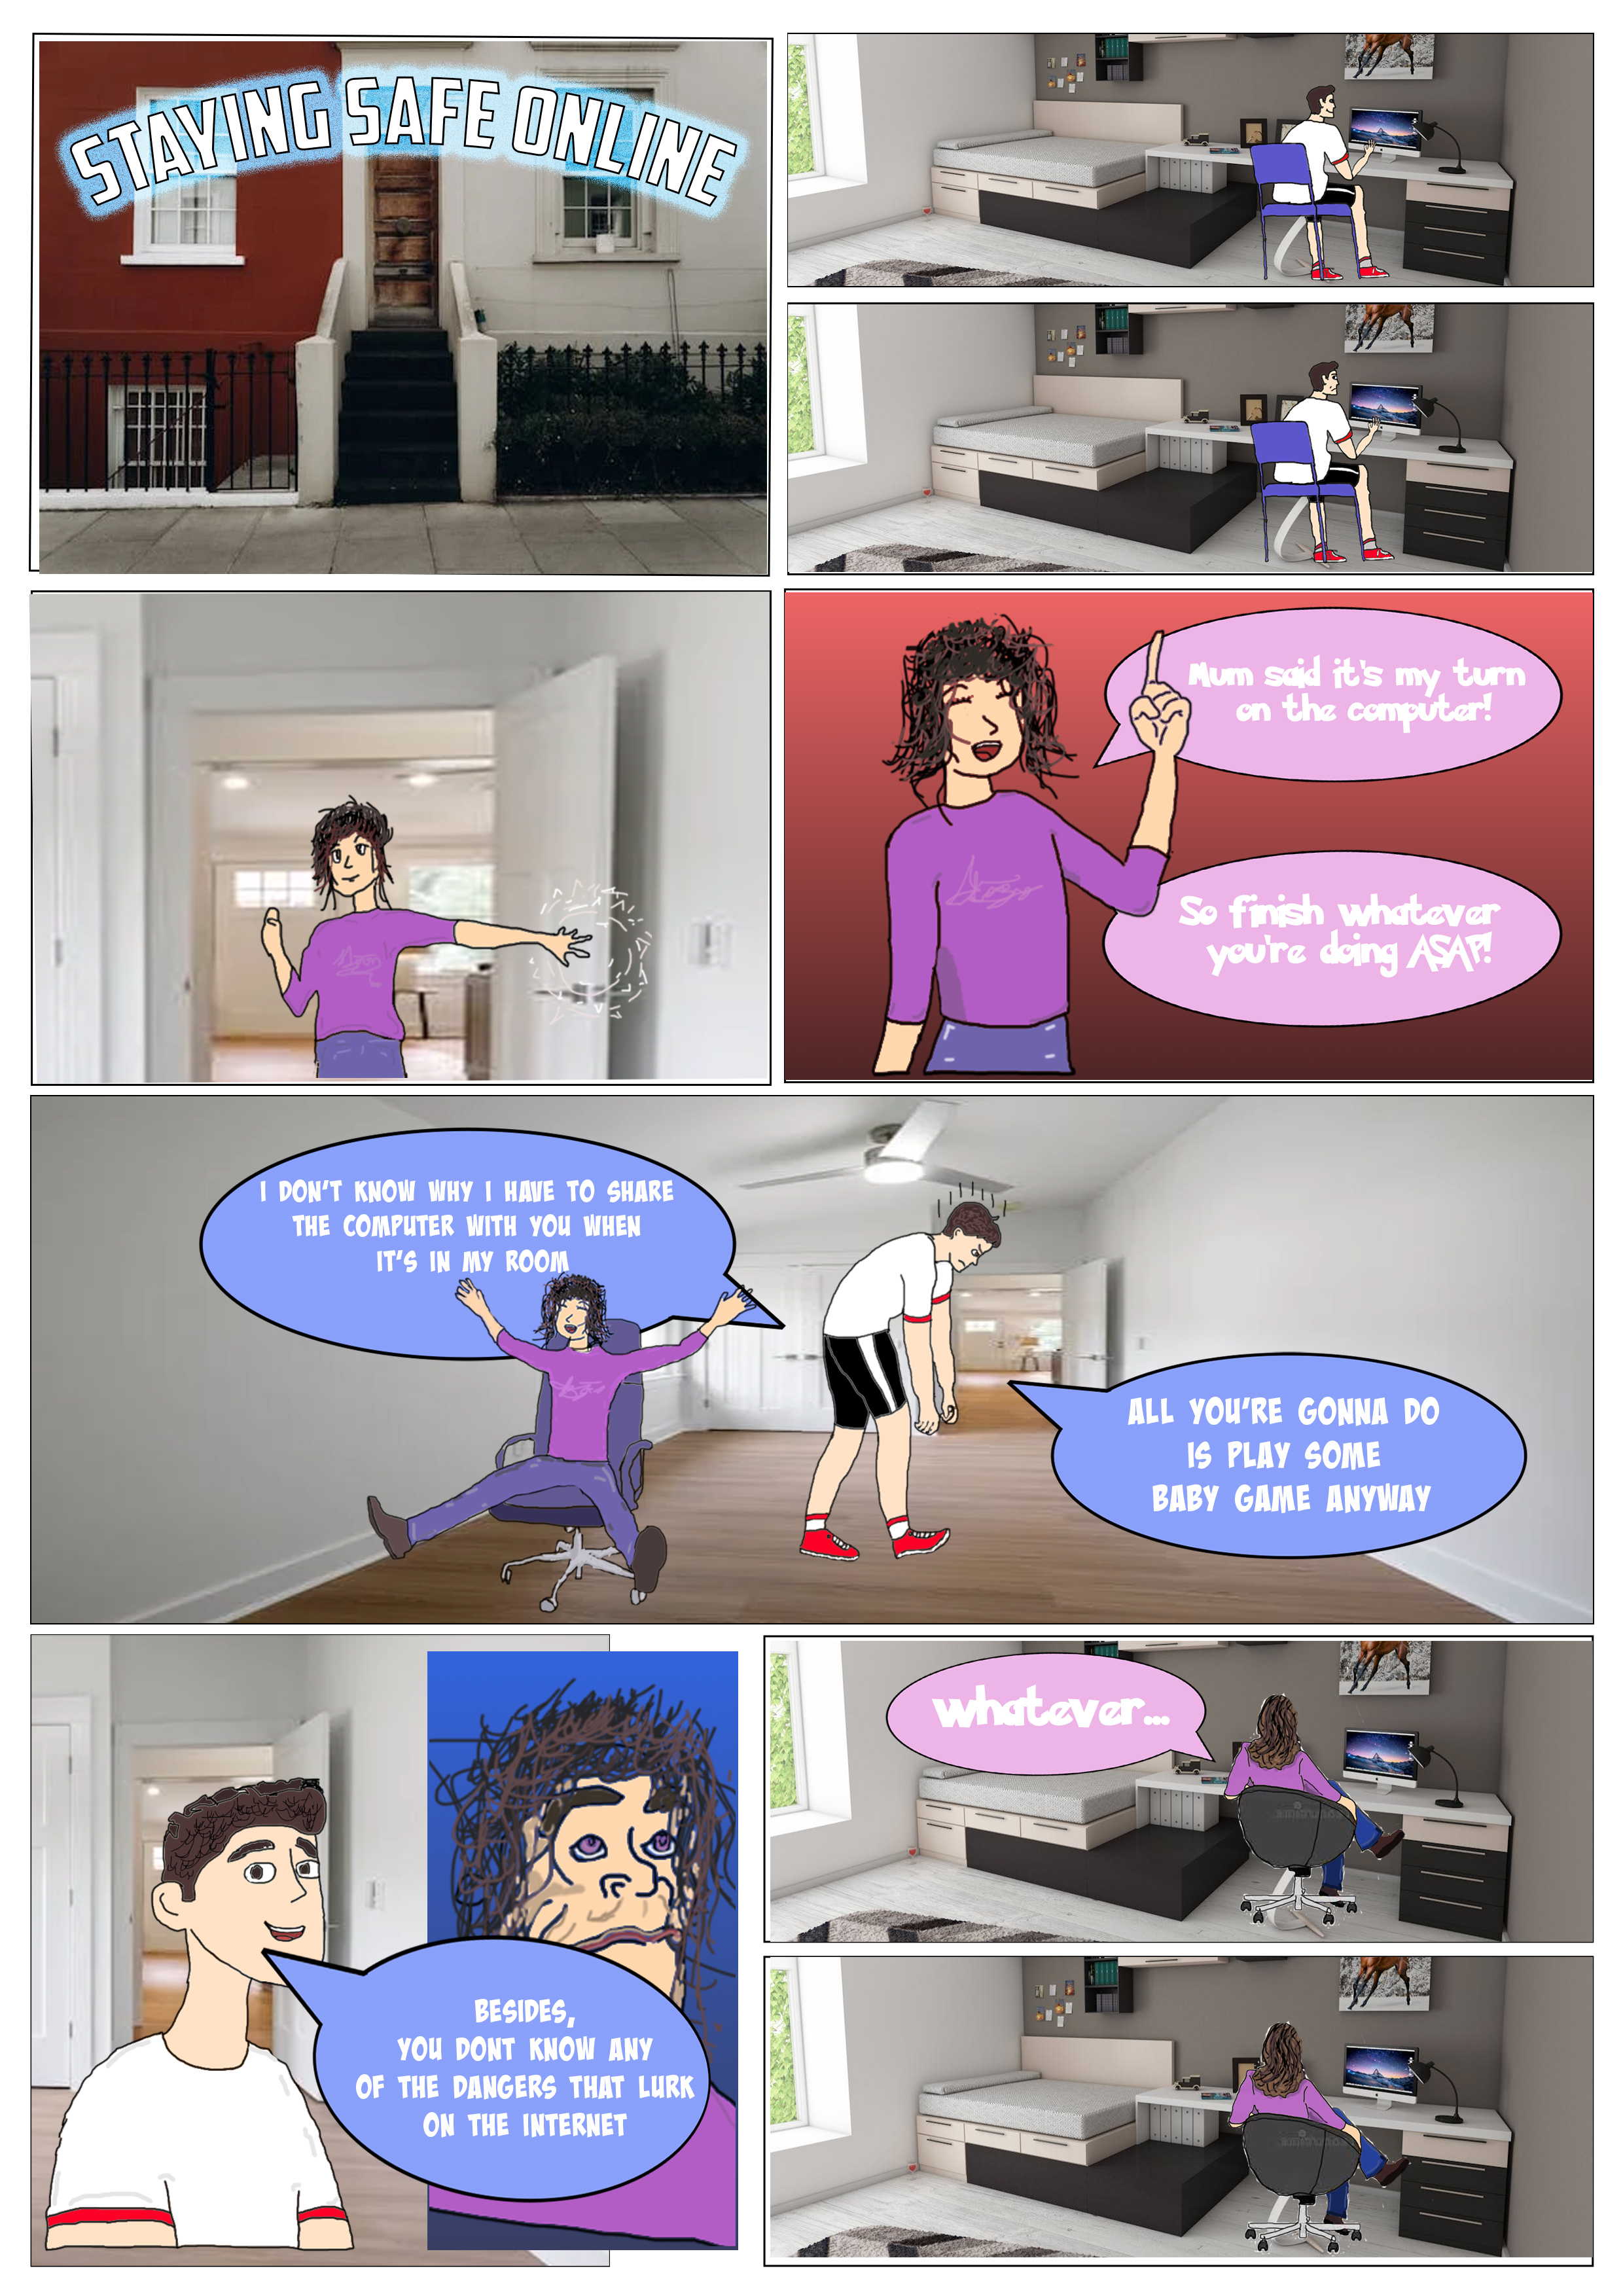 STAYING SAFE ONLINE
Mum said it's my turn
on the computer!
So finish whatever
you're doing ASAP!
I DON'T KNOW WHY I HAVE TO SHARE
THE COMPUTER WITH YOU WHEN
IT'S IN MY ROOM
ALL YOU'RE GONNA DO
IS PLAY SOME
BABY GAME ANYWAY
BESIDES,
YOU DONT KNOW ANY
OF THE DANGERS THAT LURK
ON THE INTERNET
whatever...